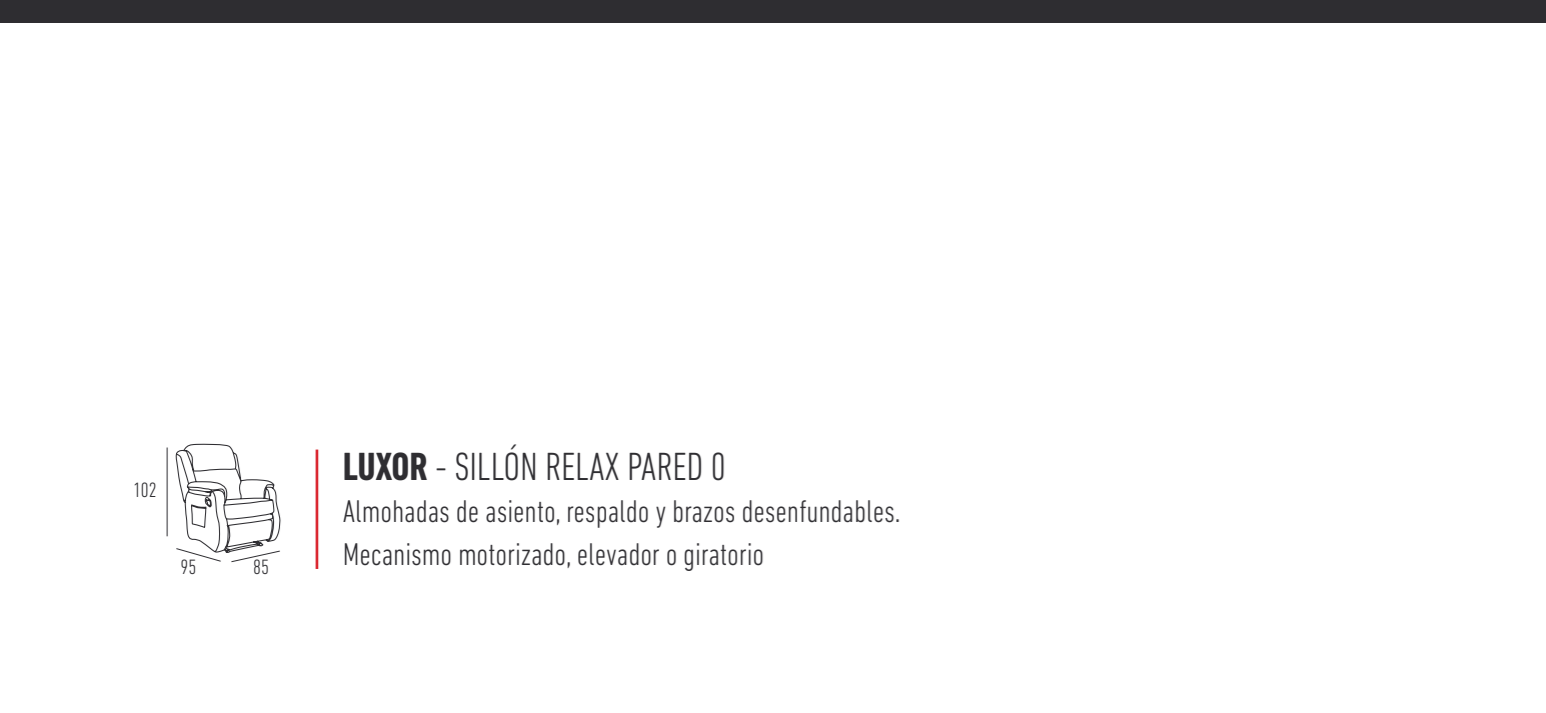 102
95
85
LUXOR - SILLÓN RELAX PARED 0
Almohadas de asiento, respaldo y brazos desenfundables.
Mecanismo motorizado, elevador o giratorio